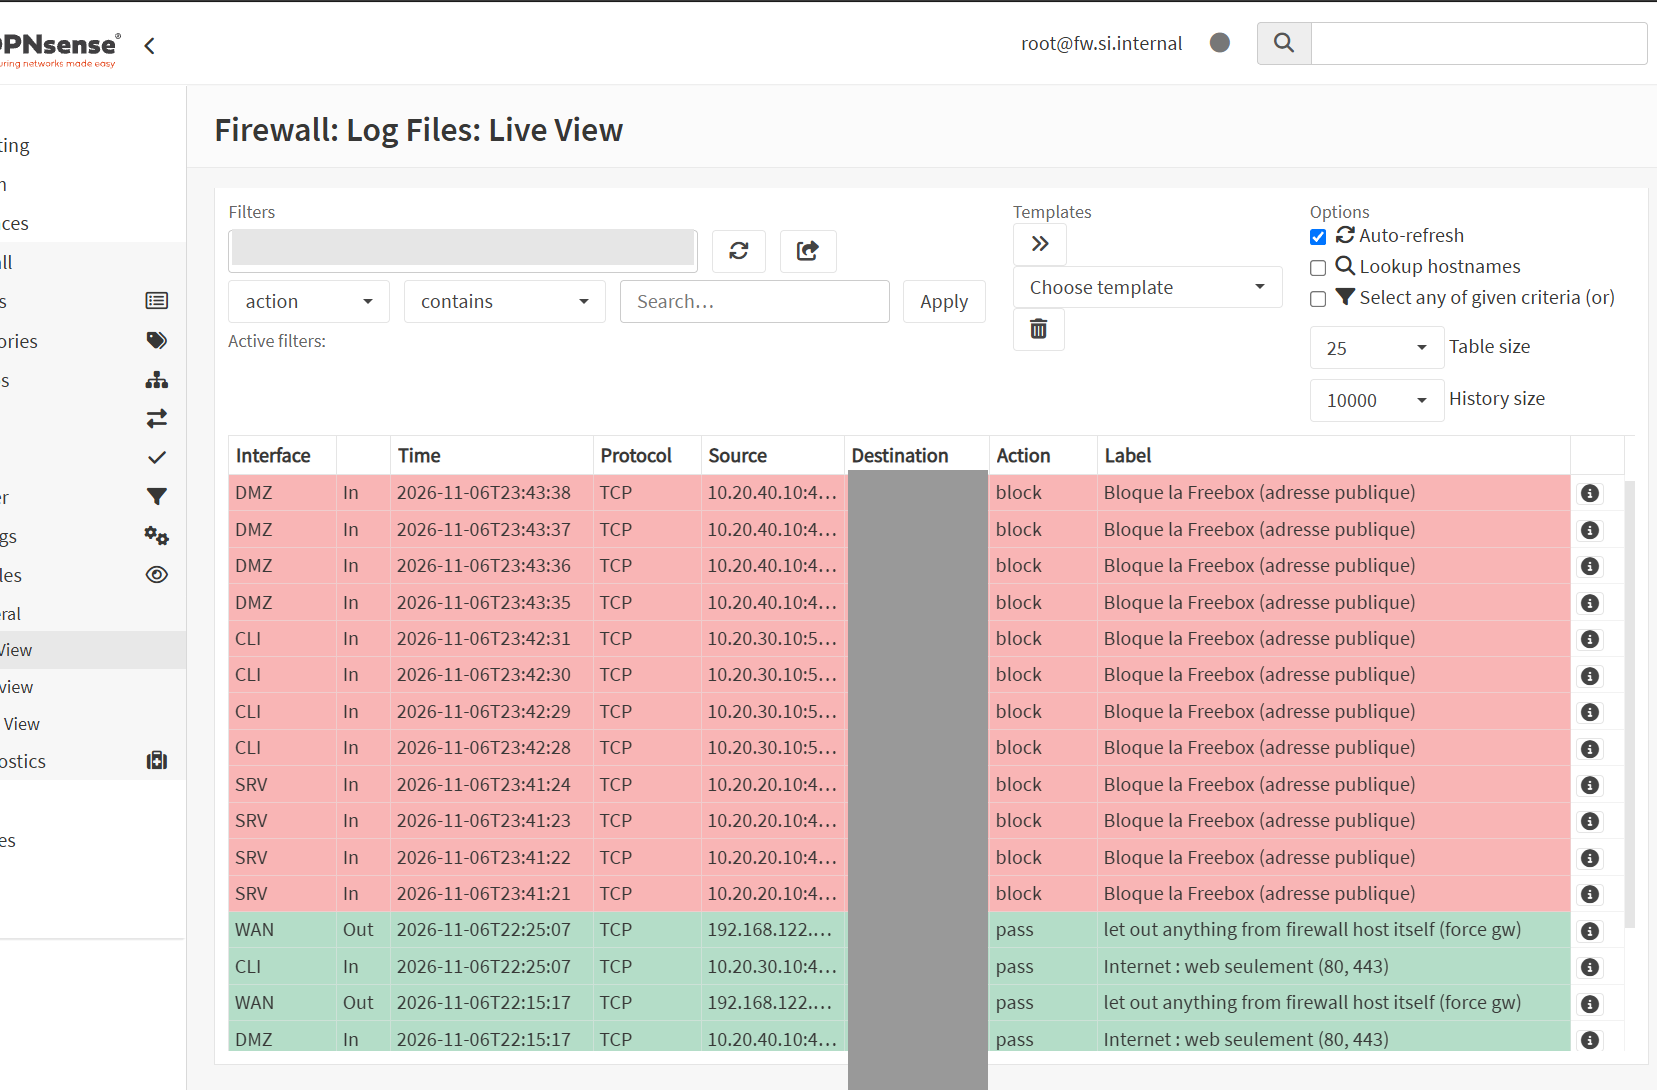 OPNsense®
uring networks made easy
root@fw.si.internal
ting
n
ces
ll
s
ories
s
r
gs
les
ral
View
view
View
ostics
es
Firewall: Log Files: Live View
Filters
action
contains
Search...
Apply
Active filters:
Templates
Choose template
Options
Auto-refresh
Lookup hostnames
Select any of given criteria (or)
25 Table size
10000 History size
Interface Time Protocol Source Destination Action Label
DMZ In 2026-11-06T23:43:38 TCP 10.20.40.10:4... block Bloque la Freebox (adresse publique)
DMZ In 2026-11-06T23:43:37 TCP 10.20.40.10:4... block Bloque la Freebox (adresse publique)
DMZ In 2026-11-06T23:43:36 TCP 10.20.40.10:4... block Bloque la Freebox (adresse publique)
DMZ In 2026-11-06T23:43:35 TCP 10.20.40.10:4... block Bloque la Freebox (adresse publique)
CLI In 2026-11-06T23:42:31 TCP 10.20.30.10:5... block Bloque la Freebox (adresse publique)
CLI In 2026-11-06T23:42:30 TCP 10.20.30.10:5... block Bloque la Freebox (adresse publique)
CLI In 2026-11-06T23:42:29 TCP 10.20.30.10:5... block Bloque la Freebox (adresse publique)
CLI In 2026-11-06T23:42:28 TCP 10.20.30.10:5... block Bloque la Freebox (adresse publique)
SRV In 2026-11-06T23:41:24 TCP 10.20.20.10:4... block Bloque la Freebox (adresse publique)
SRV In 2026-11-06T23:41:23 TCP 10.20.20.10:4... block Bloque la Freebox (adresse publique)
SRV In 2026-11-06T23:41:22 TCP 10.20.20.10:4... block Bloque la Freebox (adresse publique)
SRV In 2026-11-06T23:41:21 TCP 10.20.20.10:4... block Bloque la Freebox (adresse publique)
WAN Out 2026-11-06T22:25:07 TCP 192.168.122.... pass let out anything from firewall host itself (force gw)
CLI In 2026-11-06T22:25:07 TCP 10.20.30.10:4... pass Internet : web seulement (80, 443)
WAN Out 2026-11-06T22:15:17 TCP 192.168.122.... pass let out anything from firewall host itself (force gw)
DMZ In 2026-11-06T22:15:17 TCP 10.20.40.10:4... pass Internet : web seulement (80, 443)